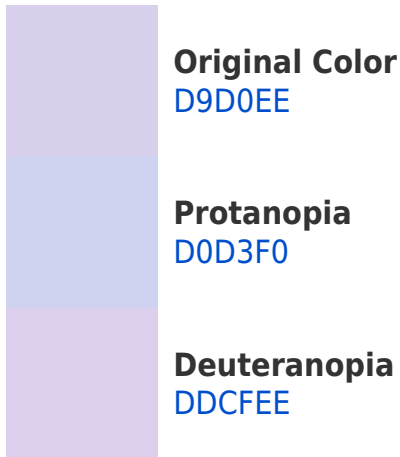 Original Color
D9D0EE
Protanopia
D0D3F0
Deuteranopia
DDCFEE